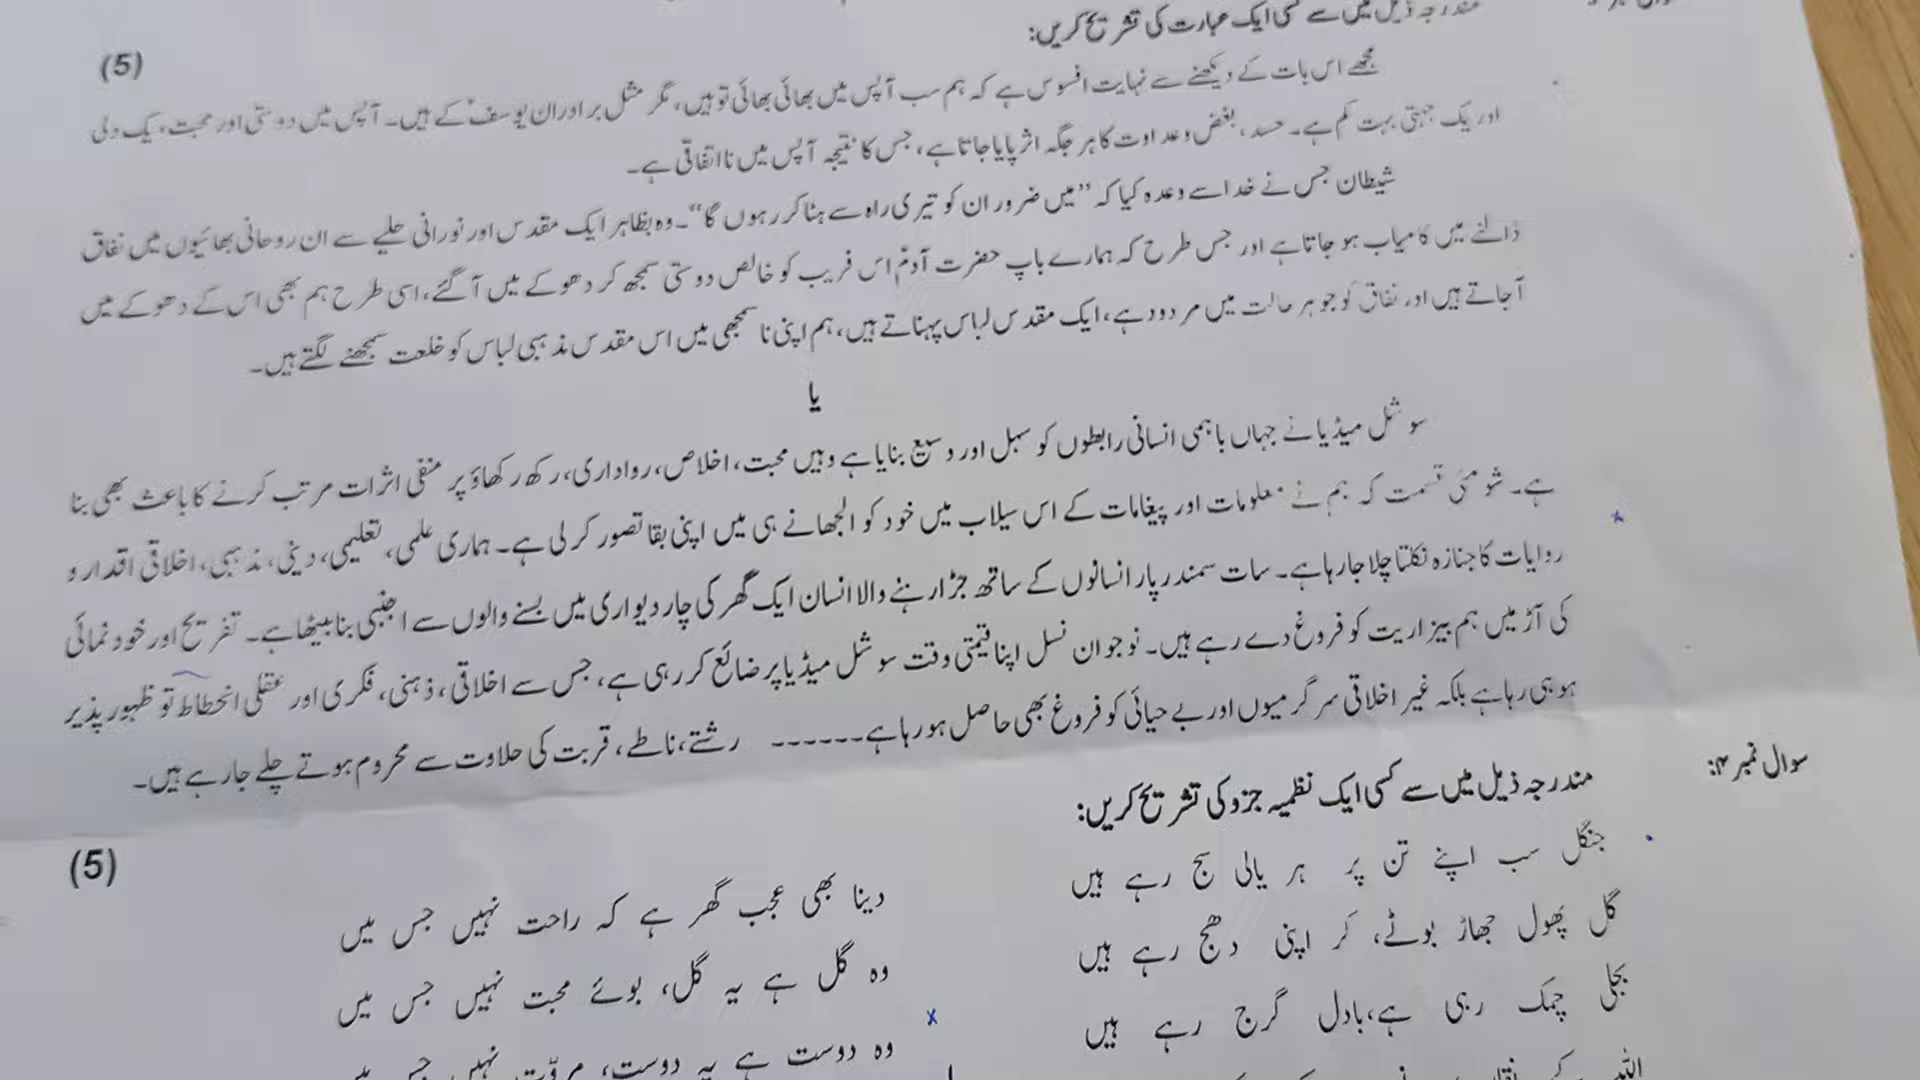 مندرجہ ذیل میں سے کسی ایک عبارت کی تشریح کریں:
(5)
مجھے اس بات کے دیکھنے سے نہایت افسوس ہے کہ ہم سب آپس میں بھائی بھائی تو ہیں، مگر مثل برادران یوسفؑ کے ہیں۔ آپس میں دوستی اور محبت، یک دلی
اور یک جہتی بہت کم ہے۔ حسد، بغض و عداوت کا ہر جگہ اثر پایا جاتا ہے، جس کا نتیجہ آپس میں نااتفاقی ہے۔
شیطان جس نے خدا سے وعدہ کیا کہ ”میں ضرور ان کو تیری راہ سے ہٹا کر رہوں گا“۔ وہ بظاہر ایک مقدس اور نورانی حلیے سے ان روحانی بھائیوں میں نفاق
ڈالنے میں کامیاب ہو جاتا ہے اور جس طرح کہ ہمارے باپ حضرت آدمؑ اس فریب کو خالص دوستی سمجھ کر دھوکے میں آ گئے، اسی طرح ہم بھی اس کے دھوکے میں
آ جاتے ہیں اور نفاق کو جو ہر حالت میں مردود ہے، ایک مقدس لباس پہناتے ہیں، ہم اپنی نا سمجھی میں اس مقدس مذہبی لباس کو خلعت سمجھنے لگتے ہیں۔
یا
سوشل میڈیا نے جہاں باہمی انسانی رابطوں کو سہل اور وسیع بنایا ہے وہیں محبت، اخلاص، رواداری، رکھ رکھاؤ پر منفی اثرات مرتب کرنے کا باعث بھی بنا
ہے۔ شومئی قسمت کہ ہم نے معلومات اور پیغامات کے اس سیلاب میں خود کو الجھانے ہی میں اپنی بقا تصور کر لی ہے۔ ہماری علمی، تعلیمی، دینی، مذہبی، اخلاقی اقدار و
روایات کا جنازہ نکلتا چلا جا رہا ہے۔ سات سمندر پار انسانوں کے ساتھ جڑا رہنے والا انسان ایک گھر کی چار دیواری میں بسنے والوں سے اجنبی بنا بیٹھا ہے۔ تفریح اور خود نمائی
کی آڑ میں ہم بیزاریت کو فروغ دے رہے ہیں۔ نوجوان نسل اپنا قیمتی وقت سوشل میڈیا پر ضائع کر رہی ہے، جس سے اخلاقی، ذہنی، فکری اور عقلی انحطاط تو ظہور پذیر
ہو ہی رہا ہے بلکہ غیر اخلاقی سرگرمیوں اور بے حیائی کو فروغ بھی حاصل ہو رہا ہے۔۔۔۔۔۔ رشتے، ناطے، قربت کی حلاوت سے محروم ہوتے چلے جا رہے ہیں۔
سوال نمبر ۴:
مندرجہ ذیل میں سے کسی ایک نظمیہ جزو کی تشریح کریں:
(5)
جنگل سب اپنے تن پر ہریالی سج رہے ہیں
گل پھول جھاڑ بوٹے، کر اپنی دھج رہے ہیں
بجلی چمک رہی ہے، بادل گرج رہے ہیں
دینا بھی عجب گھر ہے کہ راحت نہیں جس میں
وہ گل ہے یہ گل، بوئے محبت نہیں جس میں
وہ دوست ہے یہ دوست، مروّت نہیں جس میں